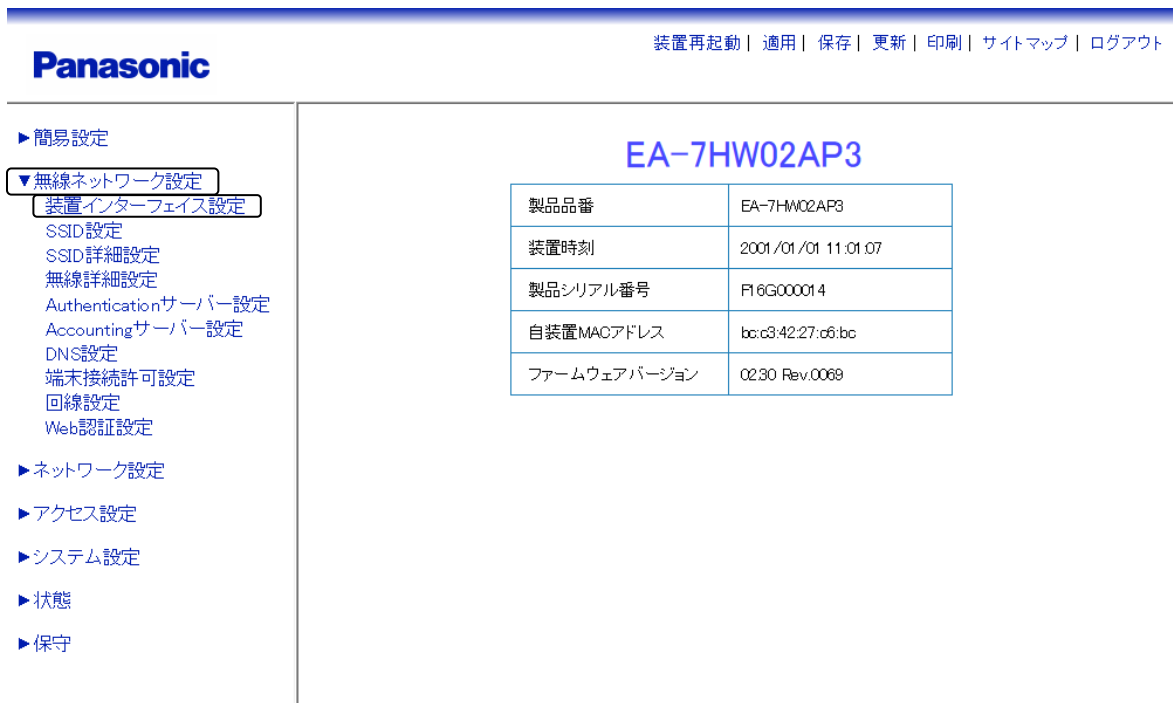 装置再起動| 適用| 保存| 更新| 印刷| サイトマップ| ログアウト
Panasonic
▶簡易設定
▼無線ネットワーク設定
装置インターフェイス設定
SSID設定
SSID詳細設定
無線詳細設定
Authenticationサーバー設定
Accountingサーバー設定
DNS設定
端末接続許可設定
回線設定
Web認証設定
▶ネットワーク設定
▶アクセス設定
▶システム設定
▶状態
▶保守
EA-7HW02AP3
製品品番 EA-7HW02AP3
装置時刻 2001/01/01 11:01:07
製品シリアル番号 F16G000014
自装置MACアドレス bc:c3:42:27:c6:bc
ファームウェアバージョン 02.30 Rev.0069